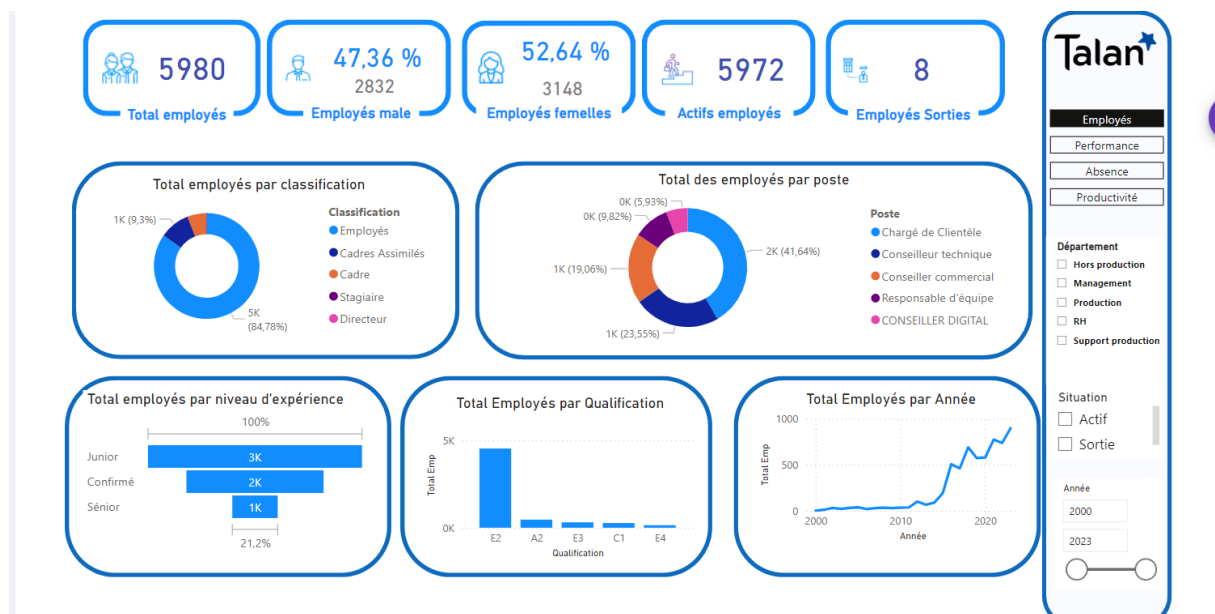 5980
Total employés
47,36 %
2832
Employés male
52,64 %
3148
Employés femelles
5972
Actifs employés
8
Employés Sorties
Talan
Employés
Performance
Absence
Productivité
Total employés par classification
1K (9,3%)
5K
(84,78%)
Classification
Employés
Cadres Assimilés
Cadre
Stagiaire
Directeur
Total des employés par poste
0K (5,93%)
0K (9,82%)
1K (19,06%)
1K (23,55%)
2K (41,64%)
Poste
Chargé de Clientèle
Conseilleur technique
Conseiller commercial
Responsable d'équipe
CONSEILLER DIGITAL
Département
Hors production
Management
Production
RH
Support production
Total employés par niveau d'expérience
100%
Junior
3K
Confirmé
2K
Sénior
1K
21,2%
Total Employés par Qualification
Total Emp
5K
0K
E2
A2
E3
C1
E4
Qualification
Total Employés par Année
Total Emp
1000
500
0
2000
2010
2020
Année
Situation
Actif
Sortie
Année
2000
2023